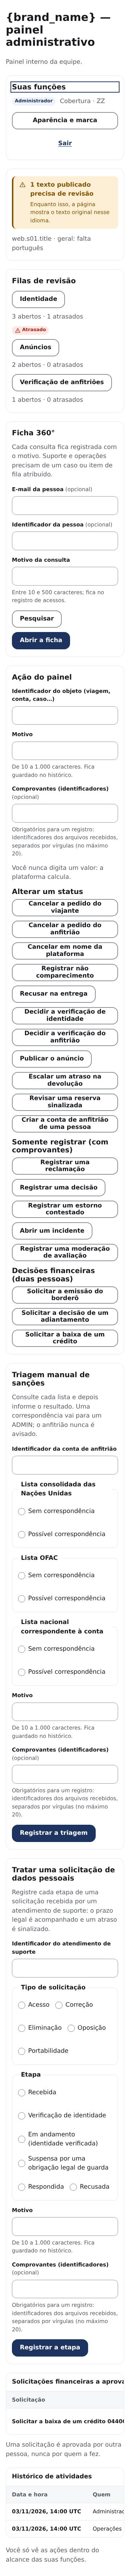 {brand_name} —
painel
administrativo
Painel interno da equipe.
Suas funções
Administrador Cobertura · ZZ
Aparência e marca
Sair
1 texto publicado
precisa de revisão
Enquanto isso, a página
mostra o texto original nesse
idioma.
web.s01.title · geral: falta
português
Filas de revisão
Identidade
3 abertos · 1 atrasados
Atrasado
Anúncios
2 abertos · 0 atrasados
Verificação de anfitriões
1 abertos · 0 atrasados
Ficha 360°
Cada consulta fica registrada com
o motivo. Suporte e operações
precisam de um caso ou item de
fila atribuído.
E-mail da pessoa (opcional)
Identificador da pessoa (opcional)
Motivo da consulta
Entre 10 e 500 caracteres; fica no
registro de acessos.
Pesquisar
Abrir a ficha
Ação do painel
Identificador do objeto (viagem,
conta, caso…)
Motivo
De 10 a 1.000 caracteres. Fica
guardado no histórico.
Comprovantes (identificadores)
(opcional)
Obrigatórios para um registro:
identificadores dos arquivos recebidos,
separados por vírgulas (no máximo
20).
Você nunca digita um valor: a
plataforma calcula.
Alterar um status
Cancelar a pedido do
viajante
Cancelar a pedido do
anfitrião
Cancelar em nome da
plataforma
Registrar não
comparecimento
Recusar na entrega
Decidir a verificação de
identidade
Decidir a verificação do
anfitrião
Publicar o anúncio
Escalar um atraso na
devolução
Revisar uma reserva
sinalizada
Criar a conta de anfitrião
de uma pessoa
Somente registrar (com
comprovantes)
Registrar uma
reclamação
Registrar uma decisão
Registrar um estorno
contestado
Abrir um incidente
Registrar uma moderação
de avaliação
Decisões financeiras
(duas pessoas)
Solicitar a emissão do
borderô
Solicitar a decisão de um
adiantamento
Solicitar a baixa de um
crédito
Triagem manual de
sanções
Consulte cada lista e depois
informe o resultado. Uma
correspondência vai para um
ADMIN; o anfitrião nunca é
avisado.
Identificador da conta de anfitrião
Lista consolidada das
Nações Unidas
Sem correspondência
Possível correspondência
Lista OFAC
Sem correspondência
Possível correspondência
Lista nacional
correspondente à conta
Sem correspondência
Possível correspondência
Motivo
De 10 a 1.000 caracteres. Fica
guardado no histórico.
Comprovantes (identificadores)
(opcional)
Obrigatórios para um registro:
identificadores dos arquivos recebidos,
separados por vírgulas (no máximo
20).
Registrar a triagem
Tratar uma solicitação de
dados pessoais
Registre cada etapa de uma
solicitação recebida por um
atendimento de suporte: o prazo
legal é acompanhado e um atraso
é sinalizado.
Identificador do atendimento de
suporte
Tipo de solicitação
Acesso Correção
Eliminação Oposição
Portabilidade
Etapa
Recebida
Verificação de identidade
Em andamento
(identidade verificada)
Suspensa por uma
obrigação legal de guarda
Respondida Recusada
Motivo
De 10 a 1.000 caracteres. Fica
guardado no histórico.
Comprovantes (identificadores)
(opcional)
Obrigatórios para um registro:
identificadores dos arquivos recebidos,
separados por vírgulas (no máximo
20).
Registrar a etapa
Solicitações financeiras a
Solicitação
Solicitar a baixa de um crédito
Uma solicitação é aprovada por outra
pessoa, nunca por quem a fez.
Histórico de atividades
Data e hora Quem
03/11/2026, 14:00 UTC
03/11/2026, 14:00 UTC Operações
Você só vê as ações dentro do
alcance das suas funções.